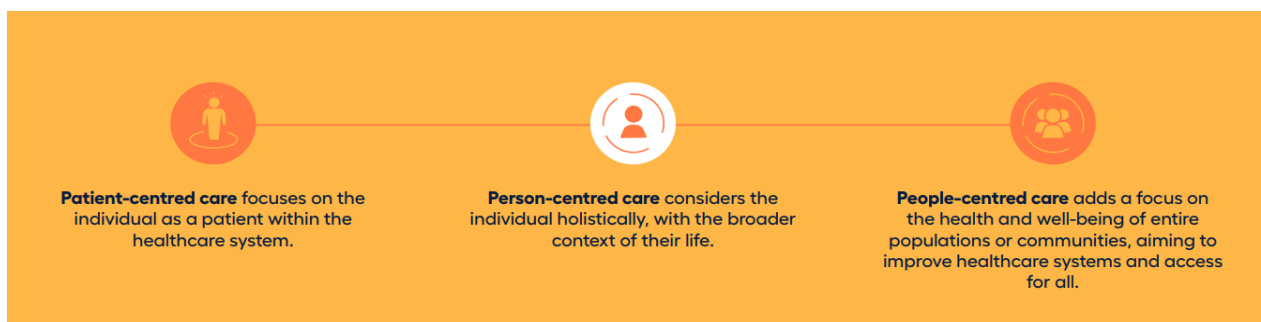 Patient-centred care focuses on the
individual as a patient within the
healthcare system.
Person-centred care considers the
individual holistically, with the broader
context of their life.
People-centred care adds a focus on
the health and well-being of entire
populations or communities, aiming to
improve healthcare systems and access
for all.